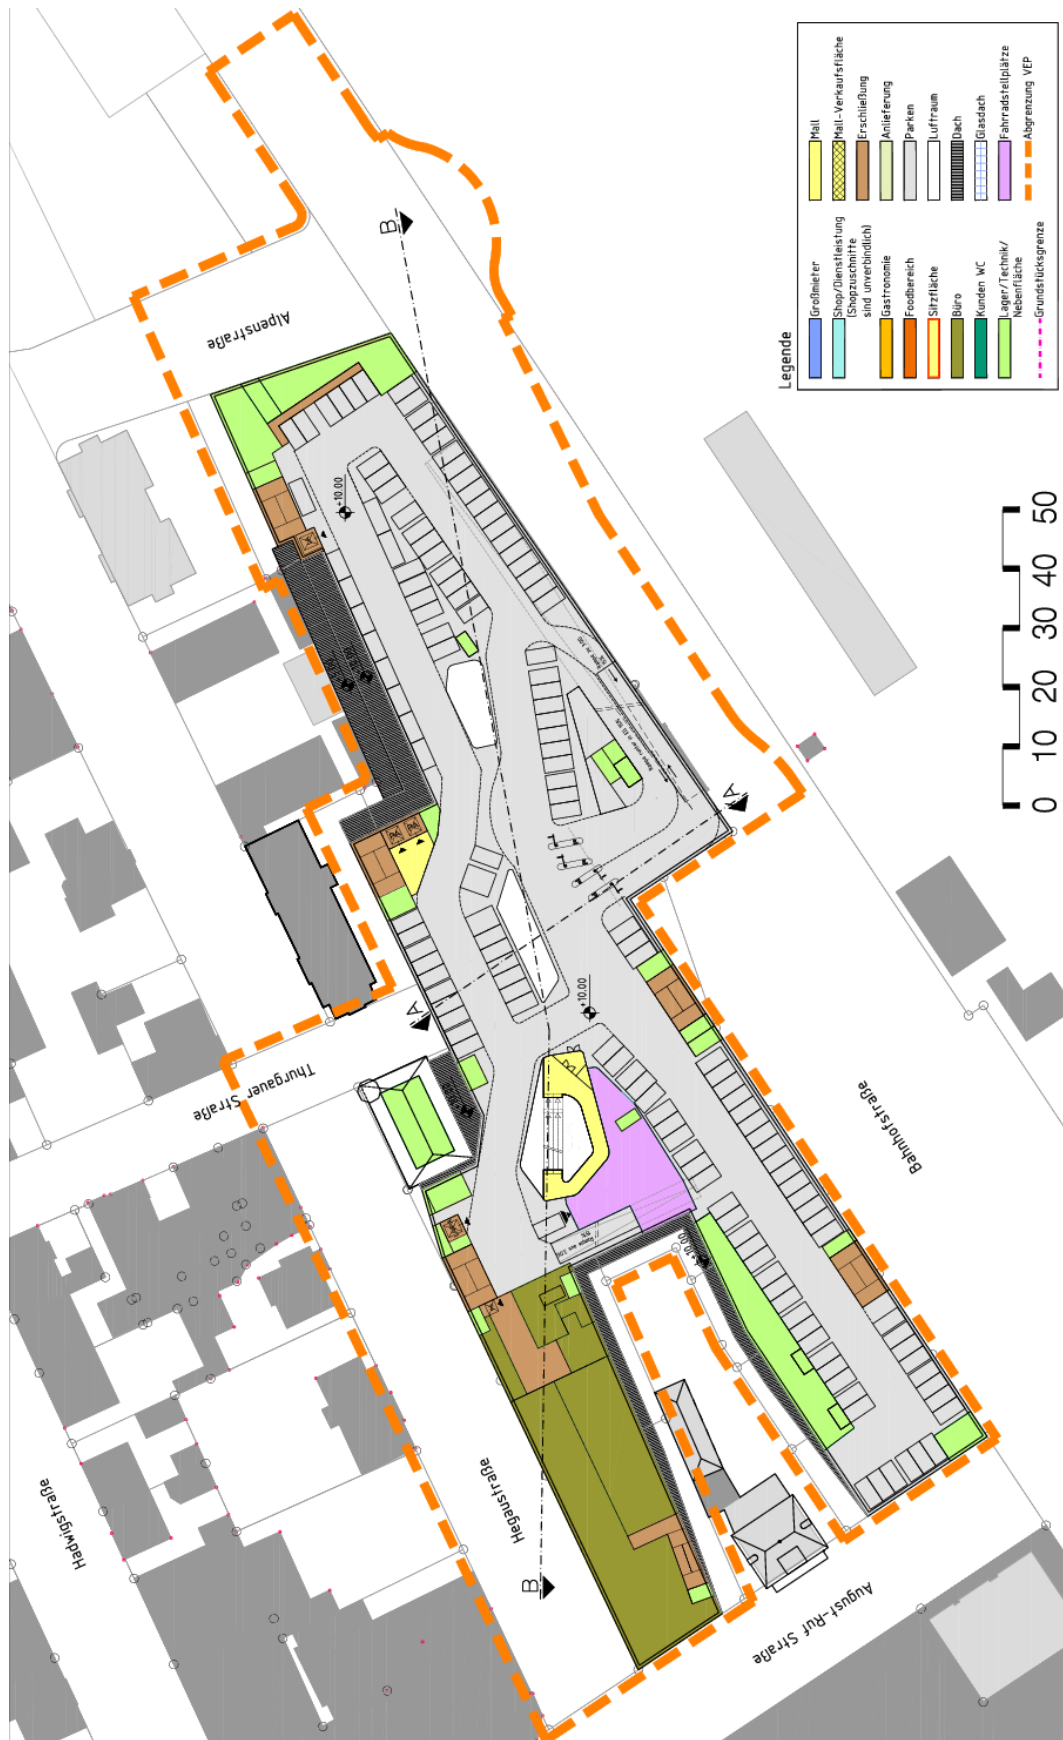 Alpenstraße
B
+10.00
Thurgauer Straße
A
A
+10.00
Hadwigstraße
Hegaustraße
B
Bahnhofstraße
August-Ruf Straße
+10.00
Legende
Großmieter
Shop/Dienstleistung
(Shopzuschnitte
sind unverbindlich)
Gastronomie
Foodbereich
Sitzfläche
Büro
Kunden WC
Lager/Technik/
Nebenfläche
Grundstücksgrenze
Mall
Mall-Verkaufsfläche
Erschließung
Anlieferung
Parken
Luftraum
Dach
Glasdach
Fahrradstellplätze
Abgrenzung VEP
0 10 20 30 40 50